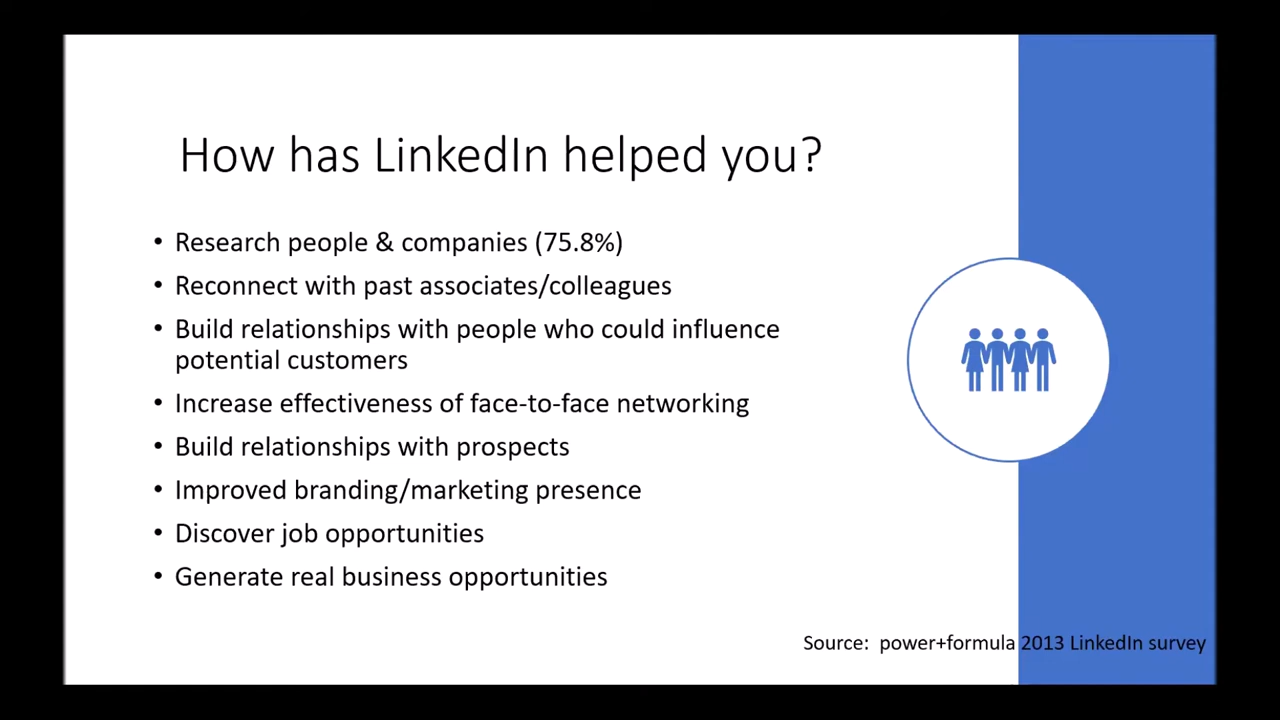 How has LinkedIn helped you?
• Research people & companies (75.8%)
• Reconnect with past associates/colleagues
• Build relationships with people who could influence
potential customers
• Increase effectiveness of face-to-face networking
• Build relationships with prospects
• Improved branding/marketing presence
• Discover job opportunities
• Generate real business opportunities
Source:  power+formula 2013 LinkedIn survey